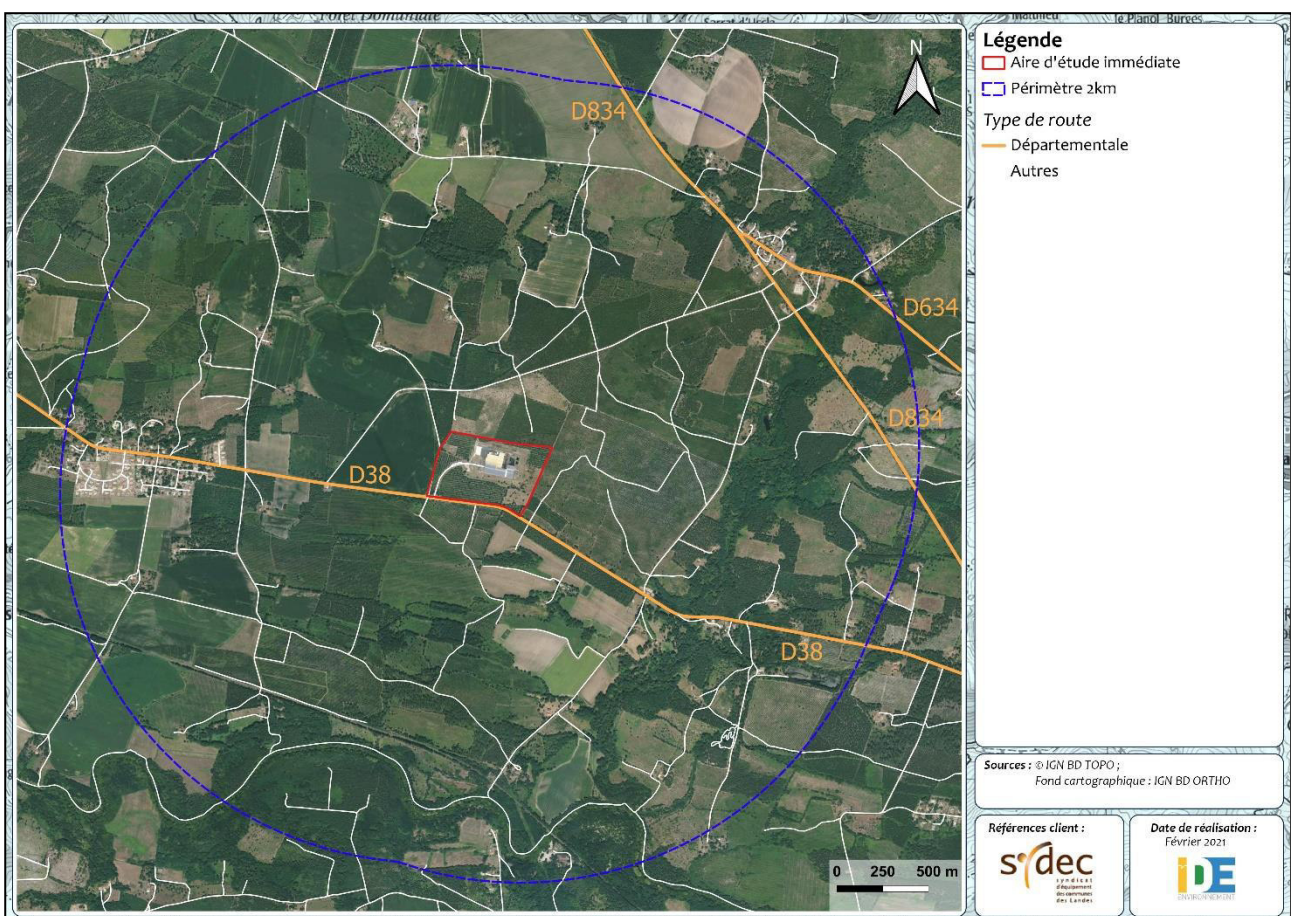 Forêt Domaniale
Sarrat d'Uscla
Mathieu
le Planol Burges
N
D834
D634
D834
D38
D38
0 250 500 m
Légende
Aire d'étude immédiate
Périmètre 2km
Type de route
Départementale
Autres
Sources : © IGN BD TOPO ;
Fond cartographique : IGN BD ORTHO
Références client :
sydec
syndicat
d'équipement
des communes
des Landes
Date de réalisation :
Février 2021
iDE
ENVIRONNEMENT